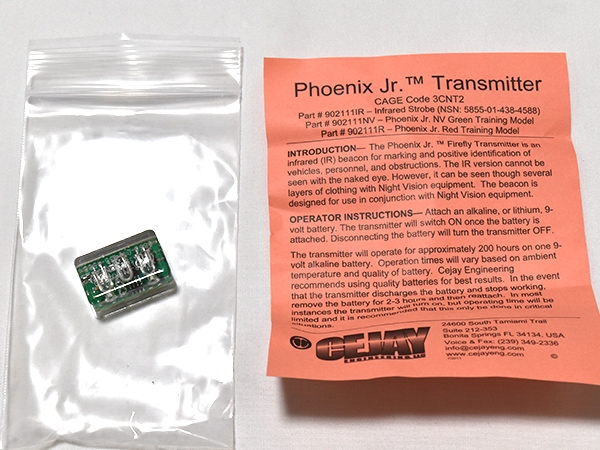 Phoenix Jr.™ Transmitter
CAGE Code 3CNT2
Part # 902111IR – Infrared Strobe (NSN: 5855-01-438-4588)
Part # 902111NV – Phoenix Jr. NV Green Training Model
Part # 902111R – Phoenix Jr. Red Training Model
INTRODUCTION— The Phoenix Jr. ™ Firefly Transmitter is an
infrared (IR) beacon for marking and positive identification of
vehicles, personnel, and obstructions. The IR version cannot be
seen with the naked eye. However, it can be seen though several
layers of clothing with Night Vision equipment. The beacon is
designed for use in conjunction with Night Vision equipment.
OPERATOR INSTRUCTIONS— Attach an alkaline, or lithium, 9-
volt battery. The transmitter will switch ON once the battery is
attached. Disconnecting the battery will turn the transmitter OFF.
The transmitter will operate for approximately 200 hours on one 9-
volt alkaline battery. Operation times will vary based on ambient
temperature and quality of battery. Cejay Engineering
recommends using quality batteries for best results. In the event
that the transmitter discharges the battery and stops working,
remove the battery for 2-3 hours and then reattach. In most
instances the transmitter will turn on, but operating time will be
limited and it is recommended that this only be done in critical
situations.
CEJAY
ENGINEERING LLC
24600 South Tamiami Trail
Suite 212-353
Bonita Springs FL 34134, USA
Voice & Fax: (239) 349-2336
info@cejayeng.com
www.cejayeng.com
©